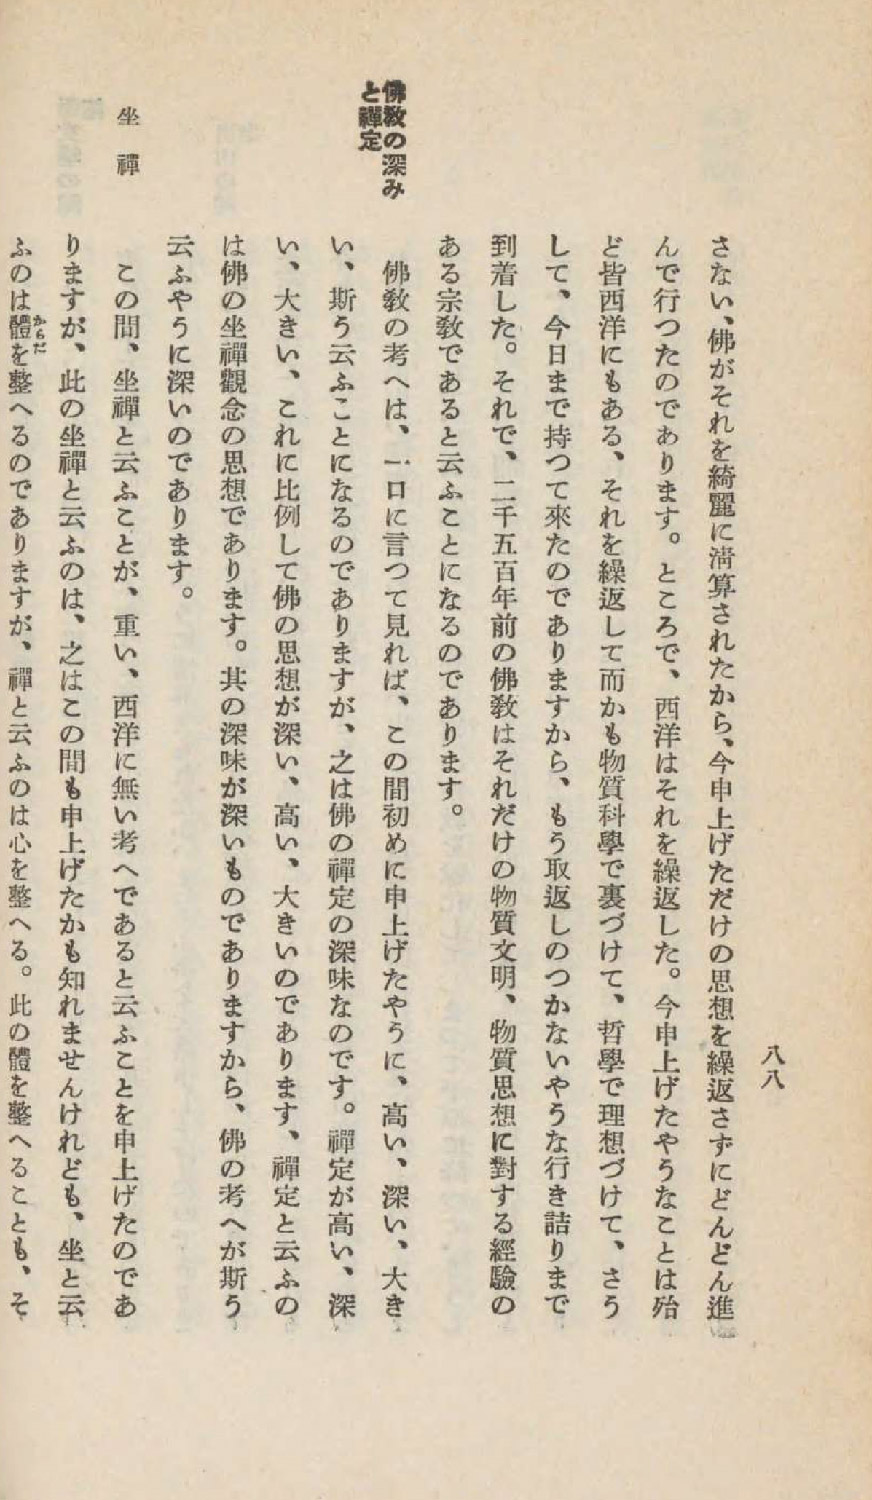 八八
さない、佛がそれを綺麗に淸算されたから、今申上げただけの思想を繰返さずにどんどん進
んで行つたのであります。ところで、西洋はそれを繰返した。今申上げたやうなことは殆
ど皆西洋にもある、それを繰返して而かも物質科學で裏づけて、哲學で理想づけて、さう
して、今日まで持つて來たのでありますから、もう取返しのつかないやうな行き詰りまで
到着した。それで、二千五百年前の佛敎はそれだけの物質文明、物質思想に對する經驗の
ある宗敎であると云ふことになるのであります。
佛敎の深み
と禪定
佛敎の考へは、一口に言つて見れば、この間初めに申上げたやうに、高い、深い、大き
い、斯う云ふことになるのでありますが、之は佛の禪定の深味なのです。禪定が高い、深
い、大きい、これに比例して佛の思想が深い、高い、大きいのであります、禪定と云ふの
は佛の坐禪觀念の思想であります。其の深味が深いものでありますから、佛の考へが斯う
云ふやうに深いのであります。
坐禪
この間、坐禪と云ふことが、重い、西洋に無い考へであると云ふことを申上げたのであ
りますが、此の坐禪と云ふのは、之はこの間も申上げたかも知れませんけれども、坐と云
ふのは體からだを整へるのでありますが、禪と云ふのは心を整へる。此の體を整へることも、そ